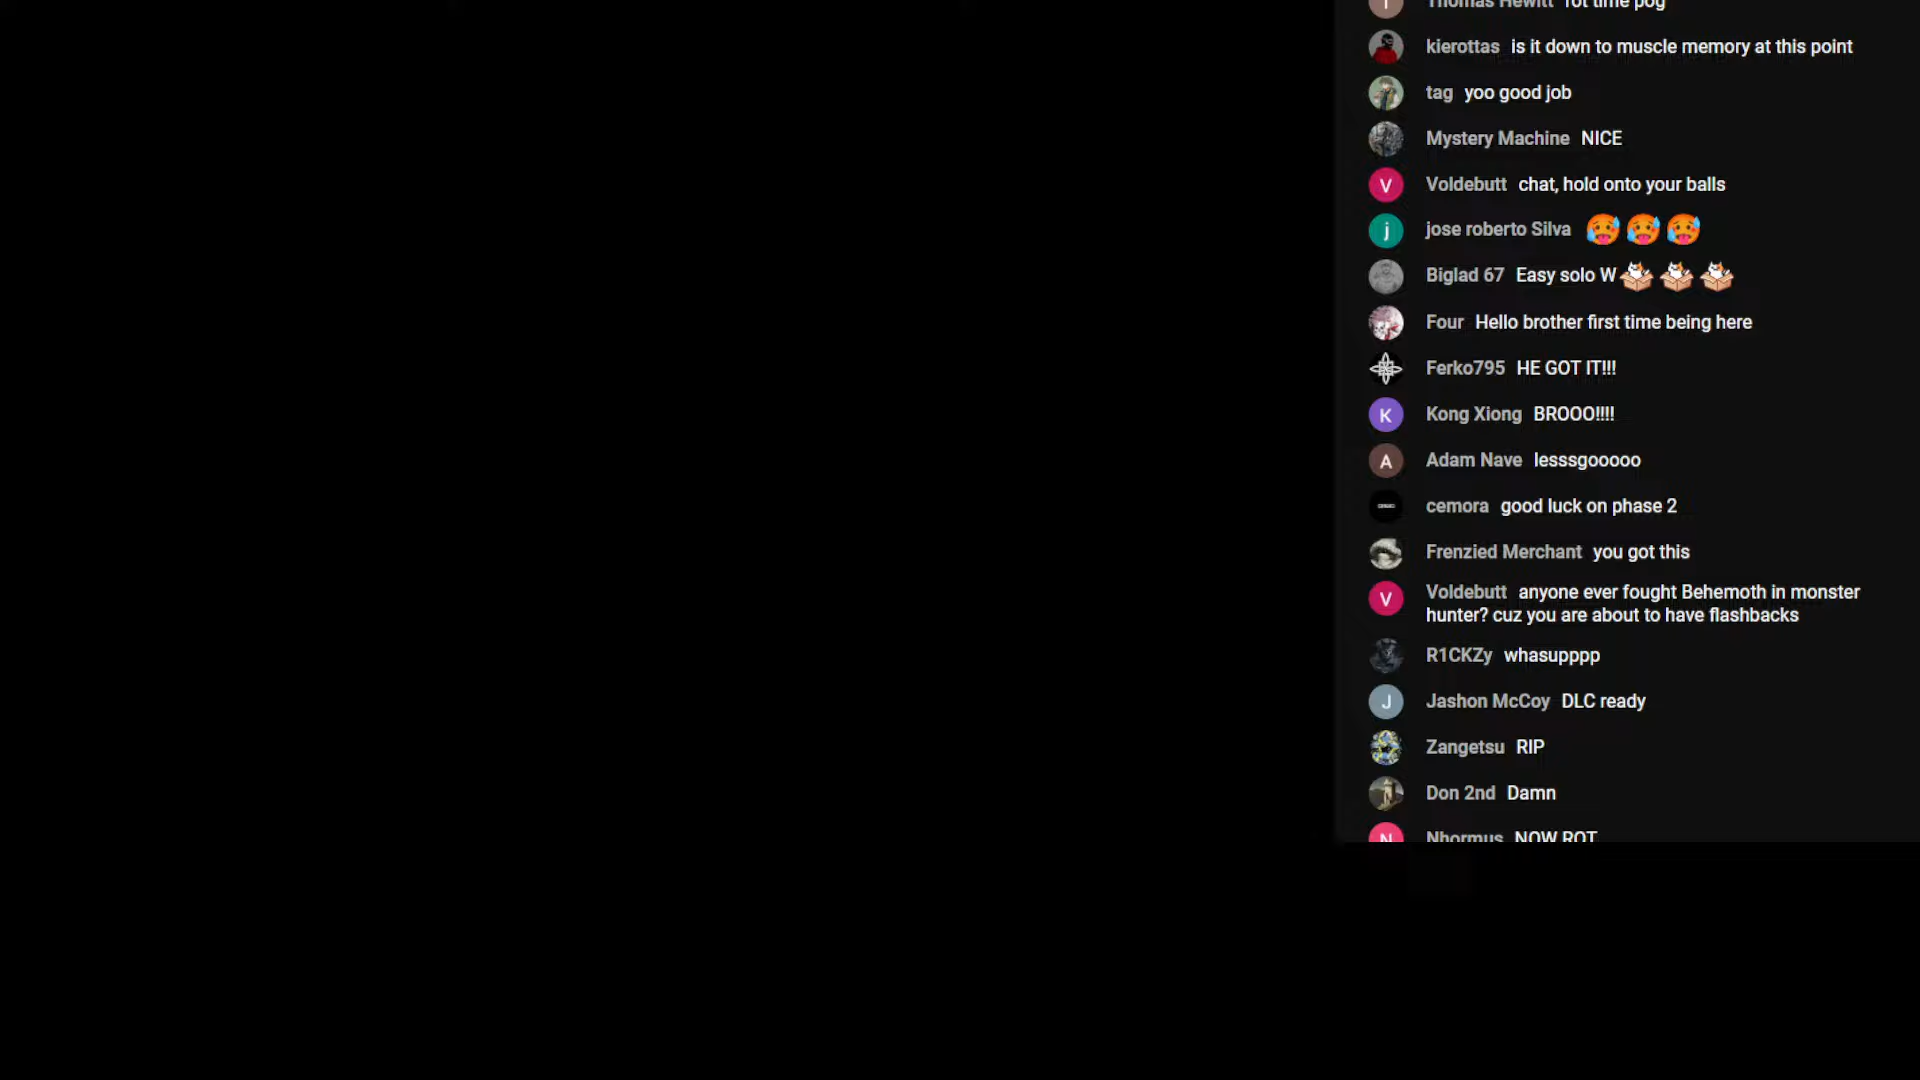 Thomas Hewitt rot time pog
kierottas is it down to muscle memory at this point
tag yoo good job
Mystery Machine NICE
V Voldebutt chat, hold onto your balls
j jose roberto Silva 🥵🥵🥵
Biglad 67 Easy solo W
Four Hello brother first time being here
Ferko795 HE GOT IT!!!
K Kong Xiong BROOO!!!!
A Adam Nave lesssgooooo
cemora good luck on phase 2
Frenzied Merchant you got this
V Voldebutt anyone ever fought Behemoth in monster
hunter? cuz you are about to have flashbacks
R1CKZy whasupppp
J Jashon McCoy DLC ready
Zangetsu RIP
Don 2nd Damn
N Nhormus NOW ROT